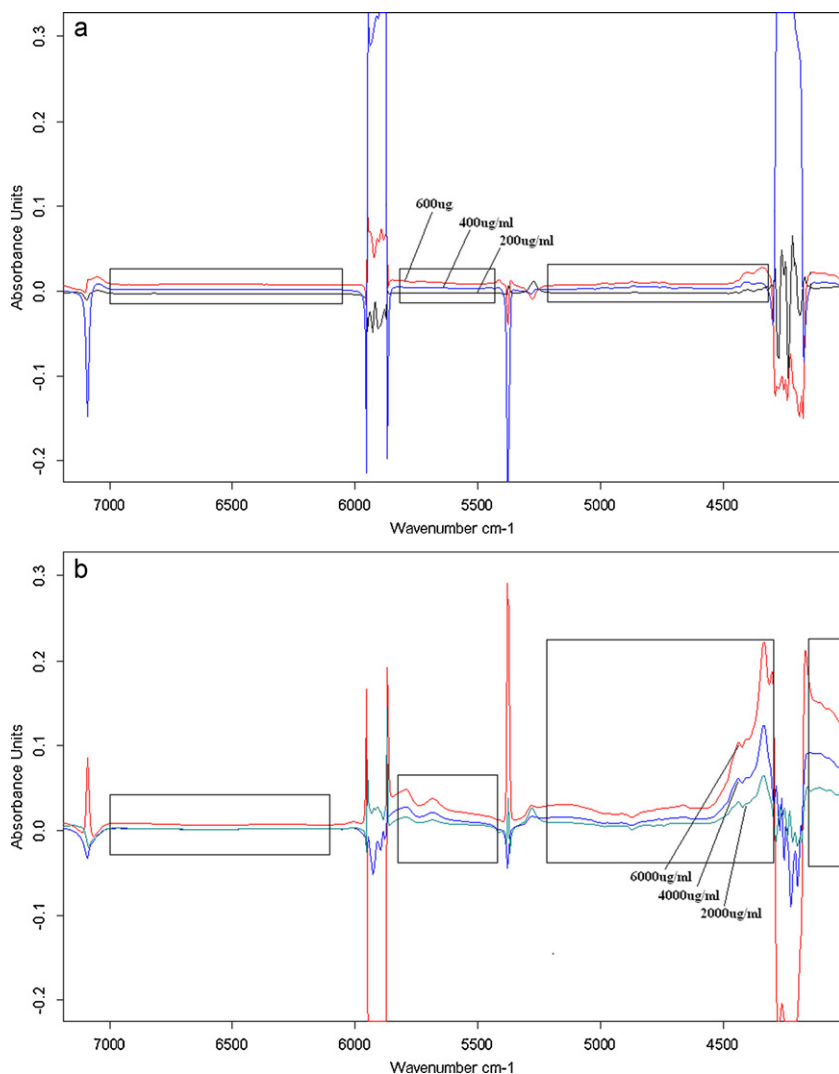 a
0.3
0.2
0.1
0.0
-0.1
-0.2
Absorbance Units
600ug
400ug/ml
200ug/ml
7000 6500 6000 5500 5000 4500
Wavenumber cm-1
b
0.3
0.2
0.1
0.0
-0.1
-0.2
Absorbance Units
6000ug/ml
4000ug/ml
2000ug/ml
7000 6500 6000 5500 5000 4500
Wavenumber cm-1